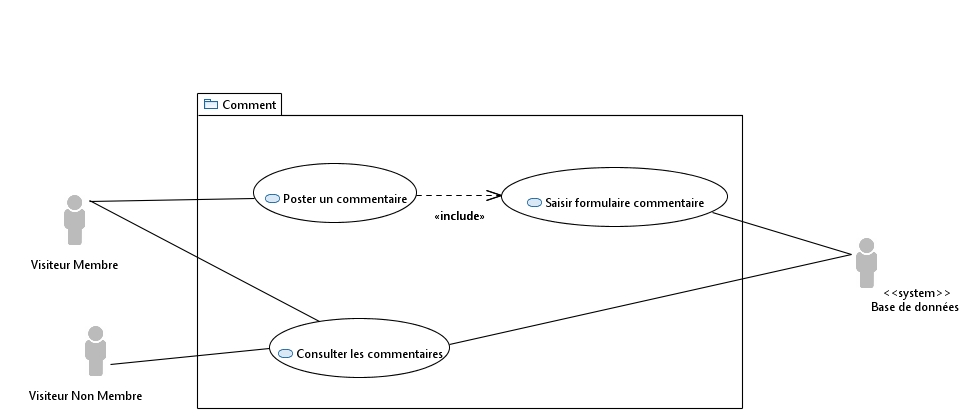 Comment
Poster un commentaire
Saisir formulaire commentaire
«include»
Visiteur Membre
<<system>>
Base de données
Consulter les commentaires
Visiteur Non Membre